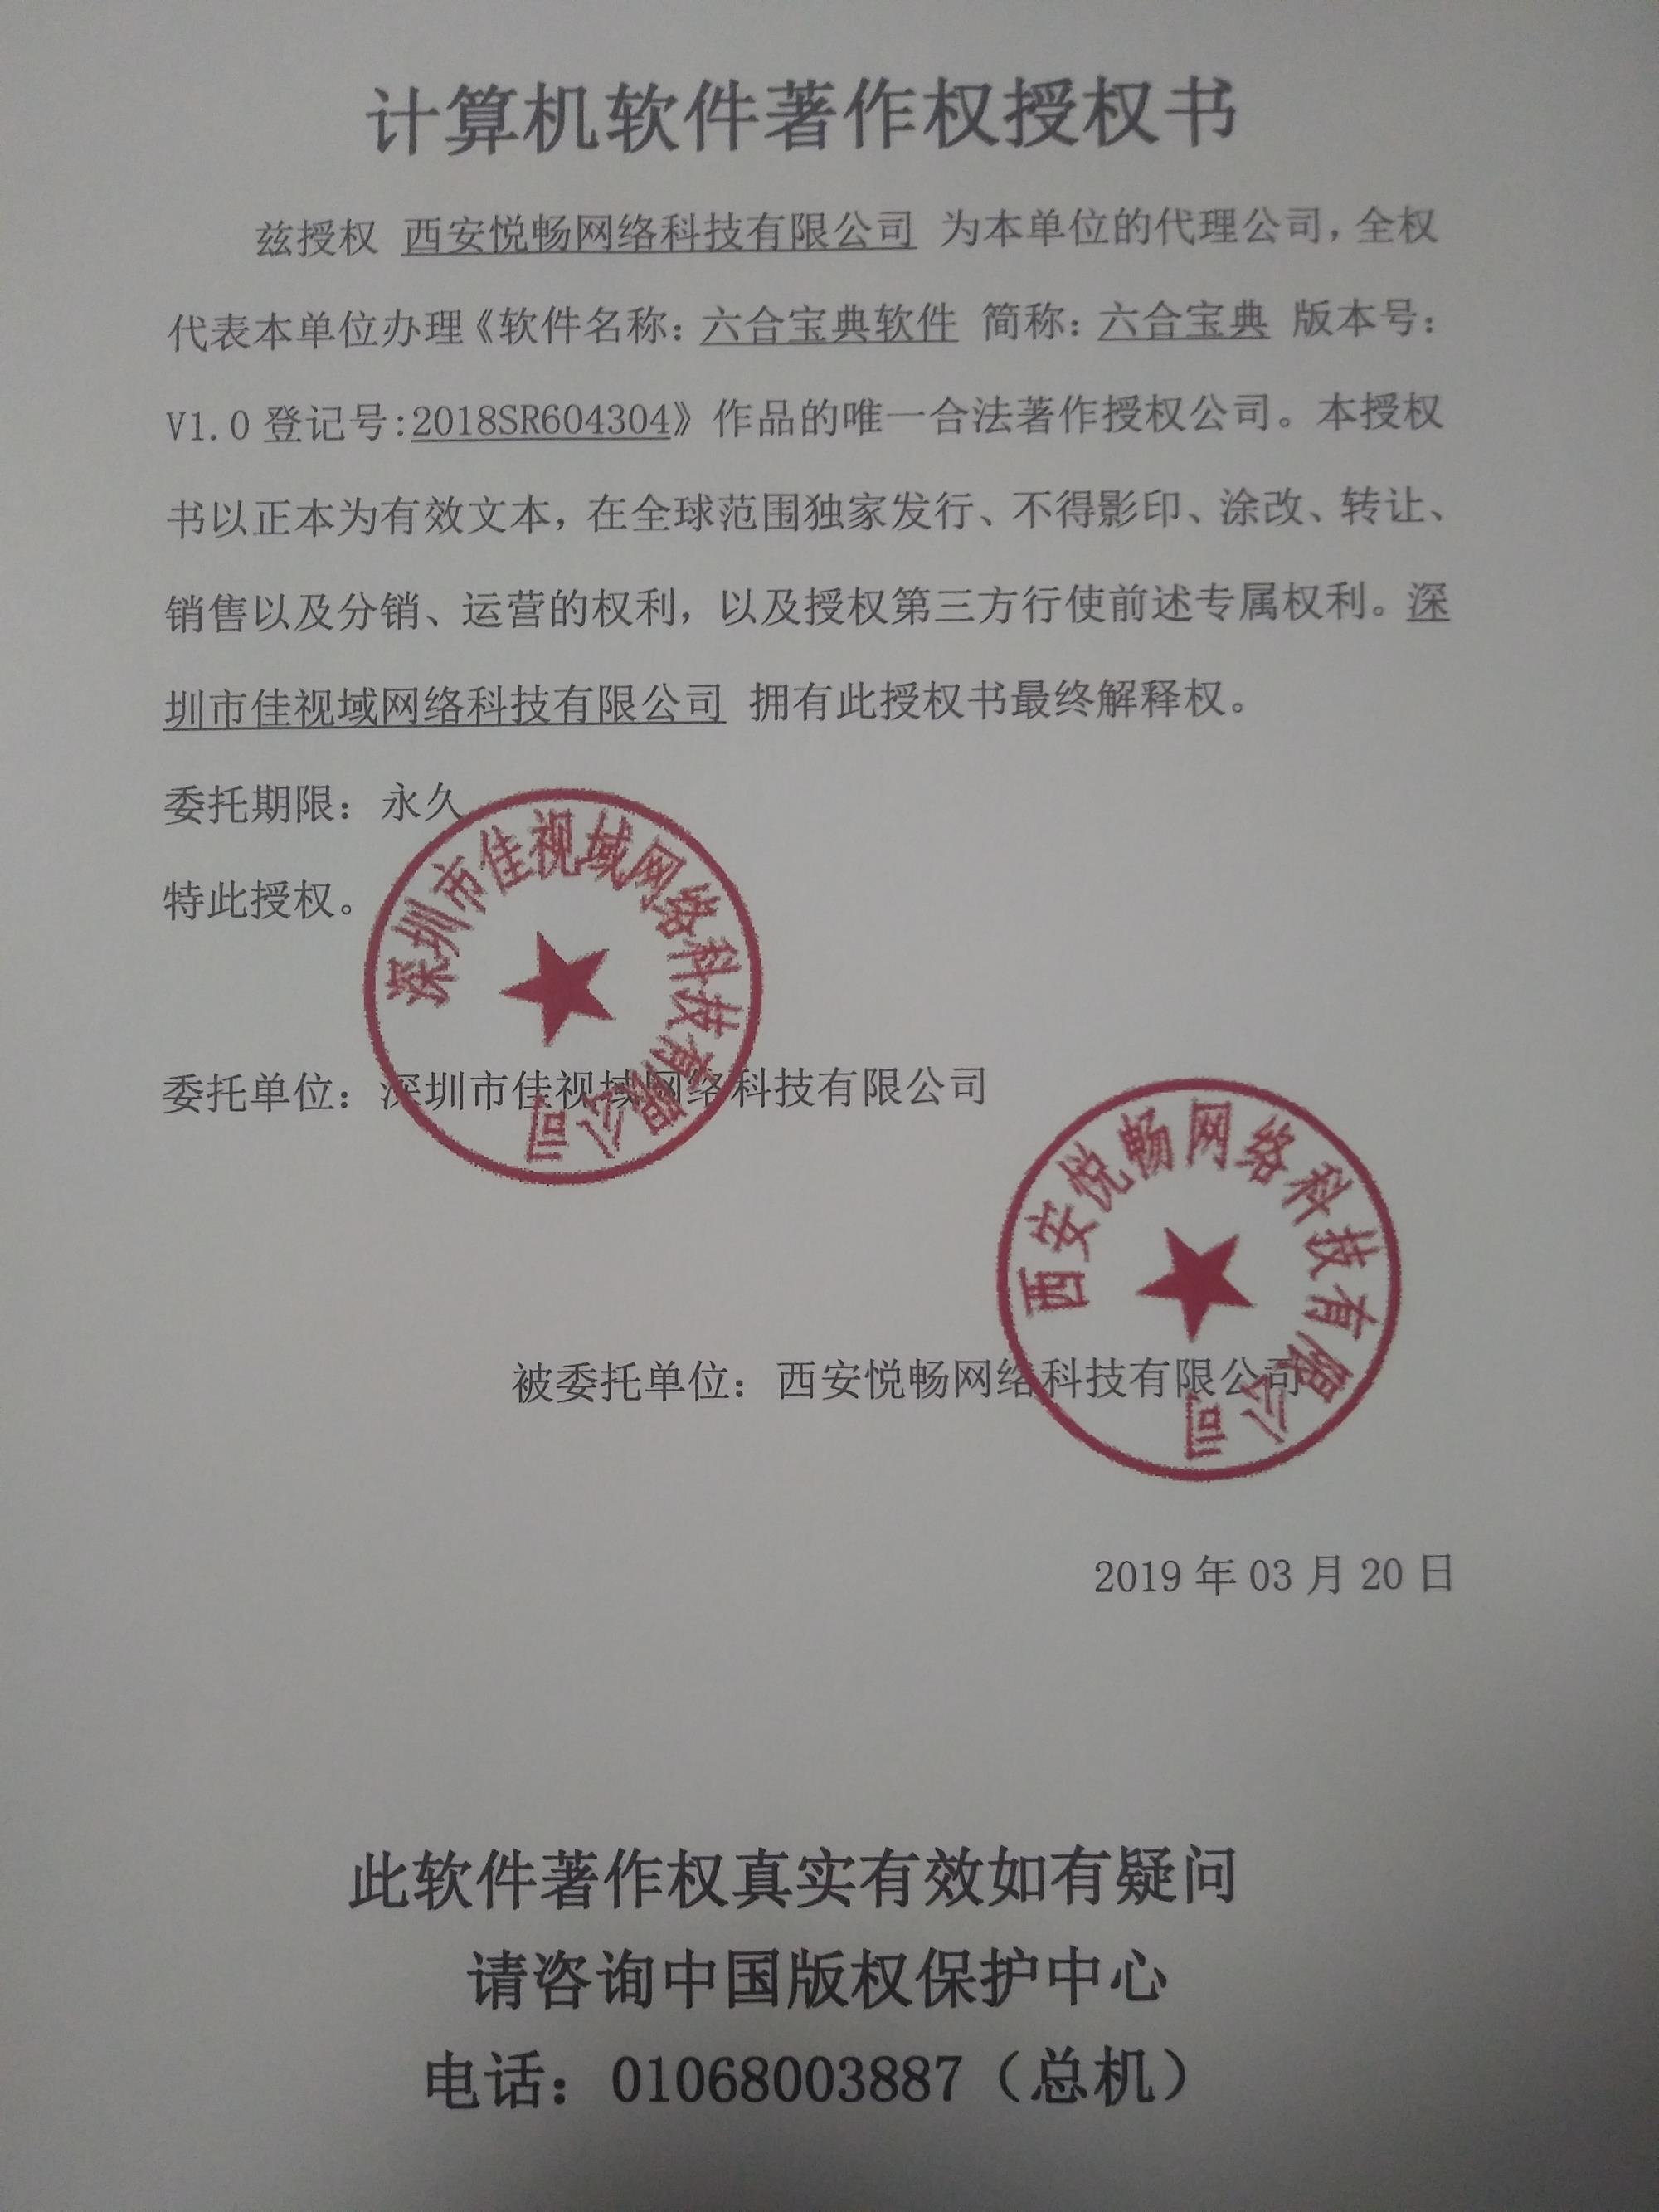 计算机软件著作权授权书
兹授权 西安悦畅网络科技有限公司 为本单位的代理公司，全权
代表本单位办理《软件名称：六合宝典软件 简称：六合宝典 版本号：
V1.0登记号:2018SR604304》作品的唯一合法著作授权公司。本授权
书以正本为有效文本，在全球范围独家发行、不得影印、涂改、转让、
销售以及分销、运营的权利，以及授权第三方行使前述专属权利。深
圳市佳视域网络科技有限公司 拥有此授权书最终解释权。
委托期限：永久
特此授权。
深圳市佳视域网络科技有限公司
委托单位：深圳市佳视域网络科技有限公司
西安悦畅网络科技有限公司
被委托单位：西安悦畅网络科技有限公司
2019年03月20日
此软件著作权真实有效如有疑问
请咨询中国版权保护中心
电话：01068003887（总机）